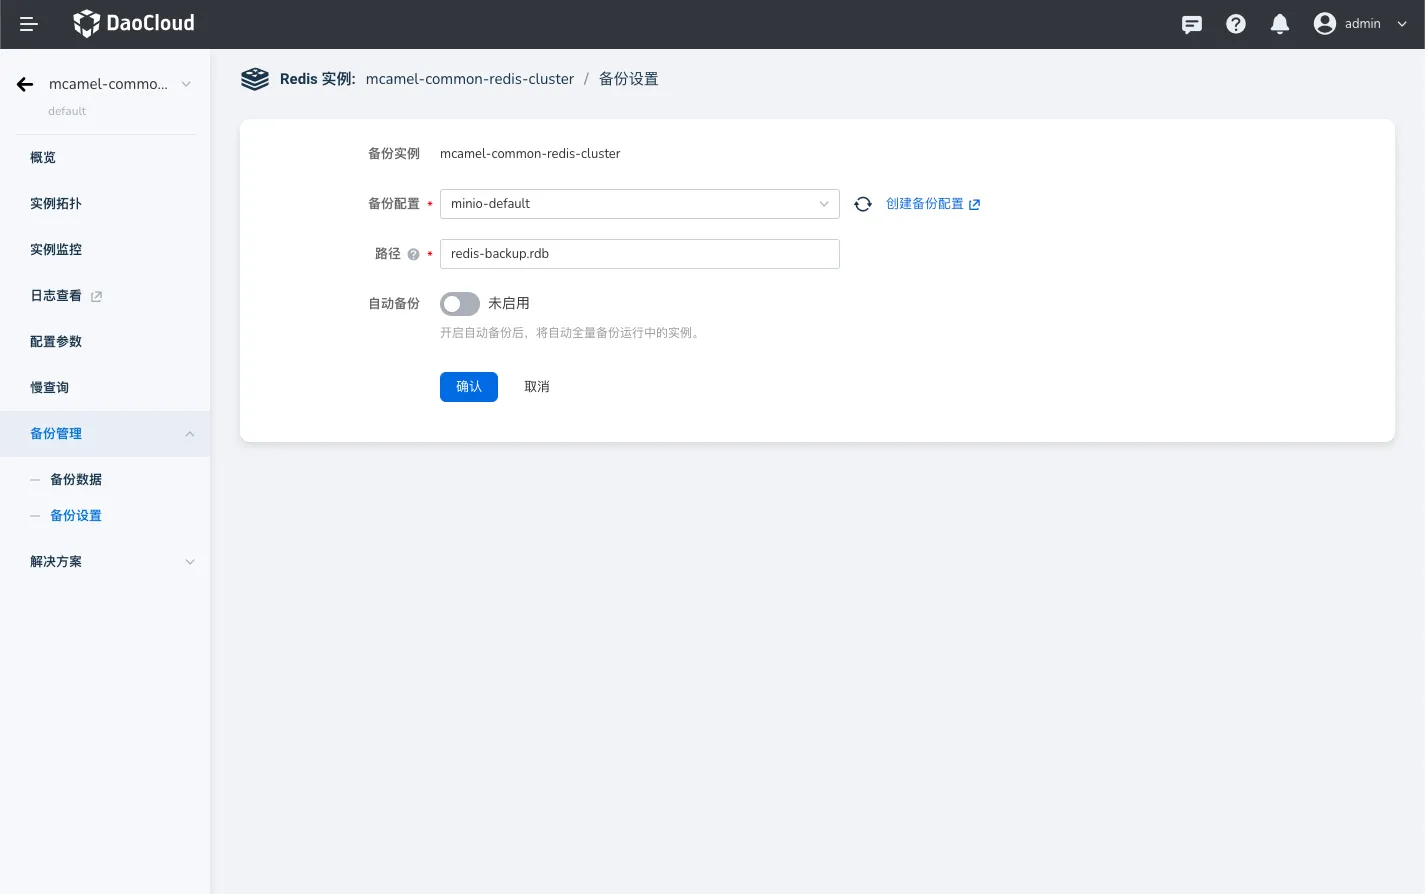 DaoCloud
admin
mcamel-commo...
default
概览
实例拓扑
实例监控
日志查看
配置参数
慢查询
备份管理
备份数据
备份设置
解决方案
Redis 实例: mcamel-common-redis-cluster / 备份设置
备份实例 mcamel-common-redis-cluster
备份配置 * minio-default 创建备份配置
路径 * redis-backup.rdb
自动备份 未启用
开启自动备份后，将自动全量备份运行中的实例。
确认 取消